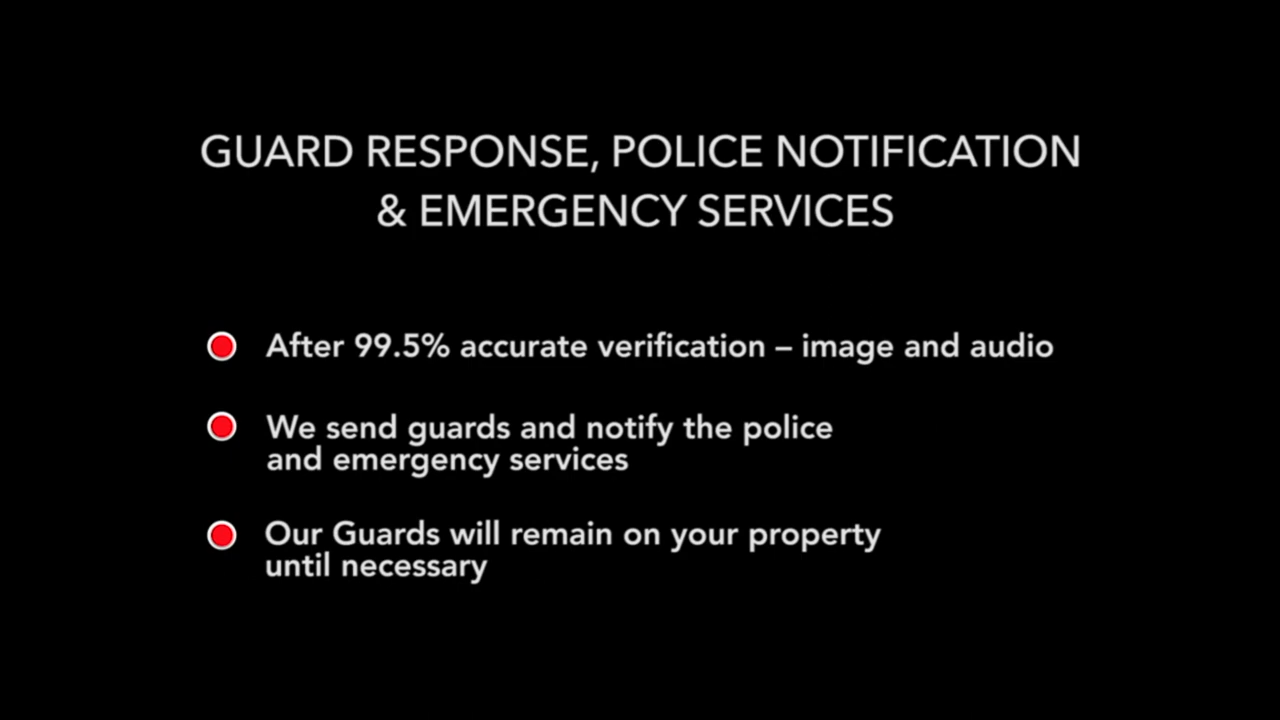 GUARD RESPONSE, POLICE NOTIFICATION
& EMERGENCY SERVICES
After 99.5% accurate verification – image and audio
We send guards and notify the police
and emergency services
Our Guards will remain on your property
until necessary